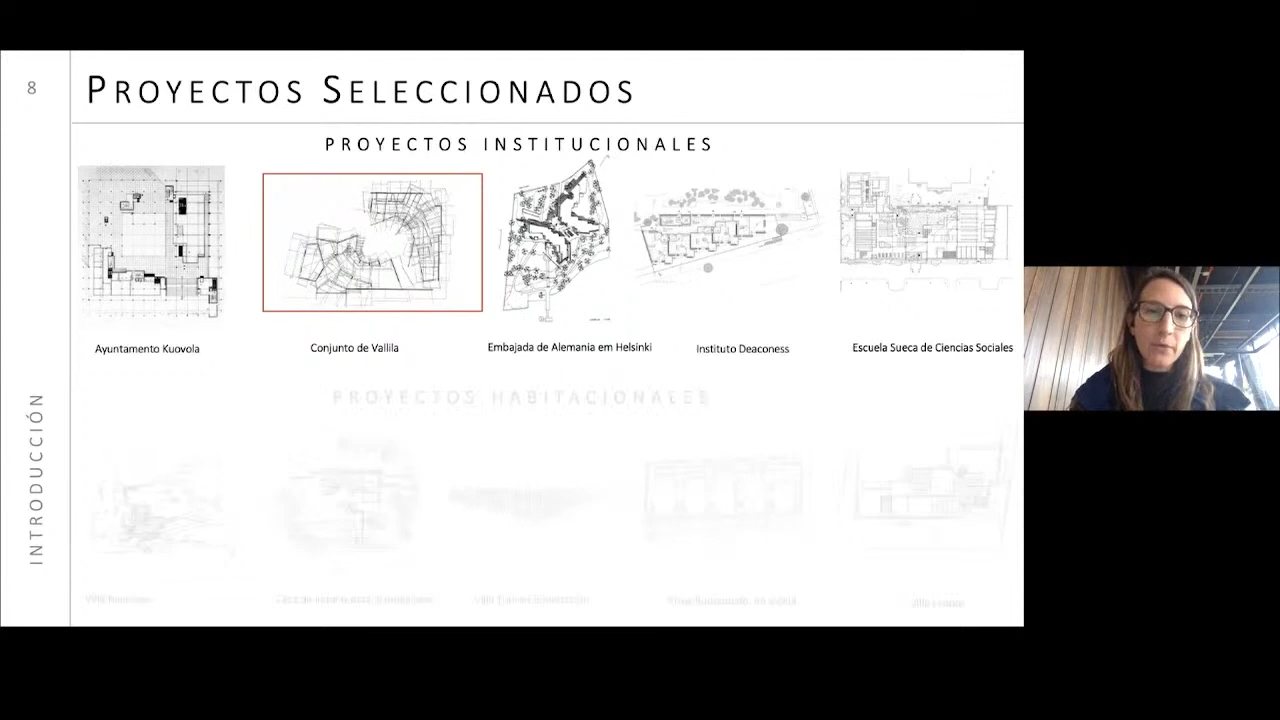 8
PROYECTOS SELECCIONADOS
PROYECTOS INSTITUCIONALES
Ayuntamento Kuovola
Conjunto de Vallila
Embajada de Alemania em Helsinki
Instituto Deaconess
Escuela Sueca de Ciencias Sociales
PROYECTOS HABITACIONALES
INTRODUCCIÓN